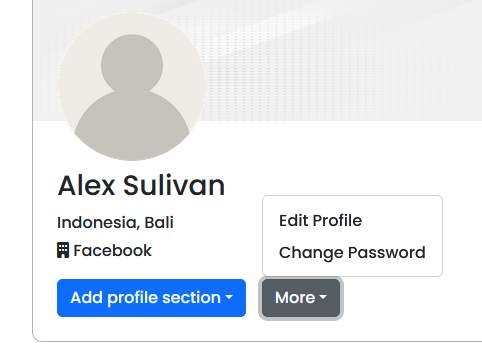 Alex Sulivan
Indonesia, Bali
Facebook
Edit Profile
Change Password
Add profile section
More